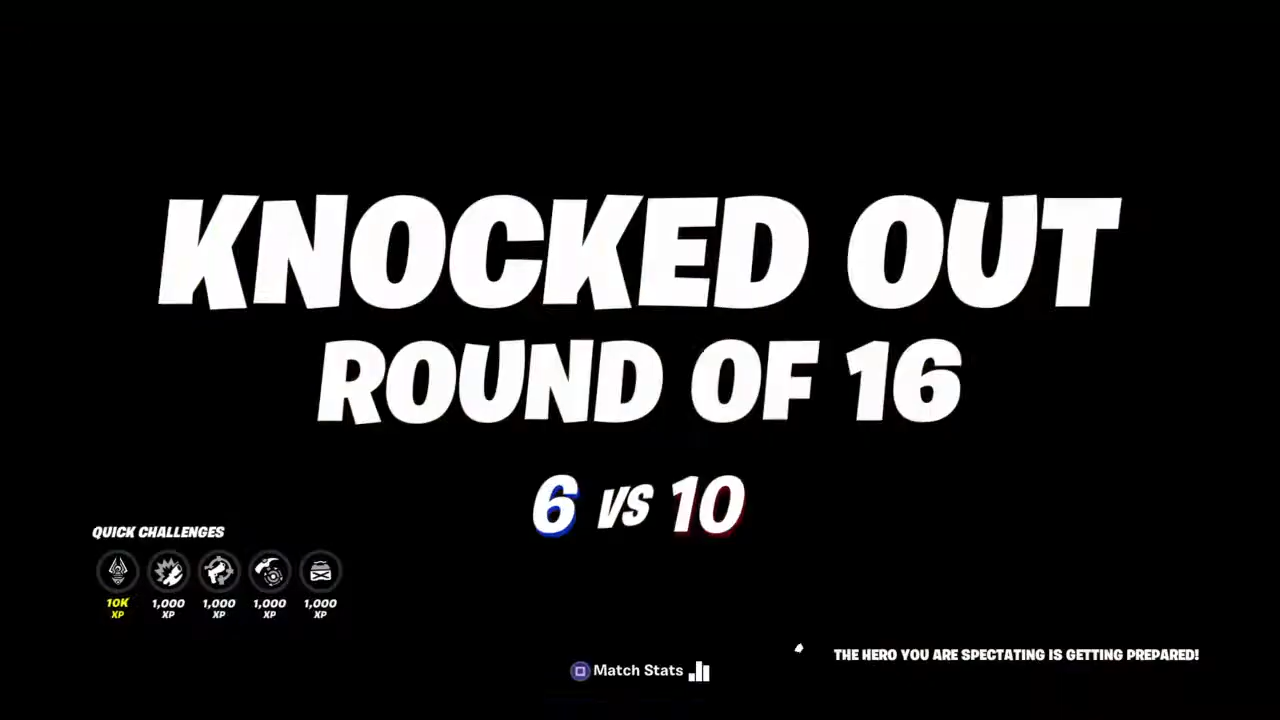 KNOCKED OUT
ROUND OF 16
6 VS 10
QUICK CHALLENGES
10K 1,000 1,000 1,000 1,000
XP XP XP XP XP
THE HERO YOU ARE SPECTATING IS GETTING PREPARED!
Match Stats